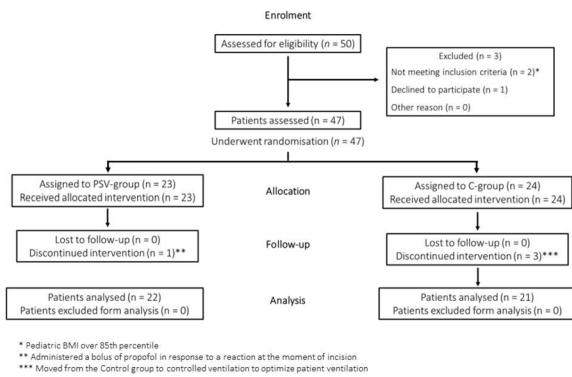 Enrolment
Assessed for eligibility (n = 50)
Excluded (n = 3)
Not meeting inclusion criteria (n = 2)*
Declined to participate (n = 1)
Other reason (n = 0)
Patients assessed (n = 47)
Underwent randomisation (n = 47)
Assigned to PSV-group (n = 23)
Received allocated intervention (n = 23)
Allocation
Assigned to C-group (n = 24)
Received allocated intervention (n = 24)
Lost to follow-up (n = 0)
Discontinued intervention (n = 1)**
Follow-up
Lost to follow-up (n = 0)
Discontinued intervention (n = 3)***
Patients analysed (n = 22)
Patients excluded form analysis (n = 0)
Analysis
Patients analysed (n = 21)
Patients excluded form analysis (n = 0)
* Pediatric BMI over 85th percentile
** Administered a bolus of propofol in response to a reaction at the moment of incision
*** Moved from the Control group to controlled ventilation to optimize patient ventilation